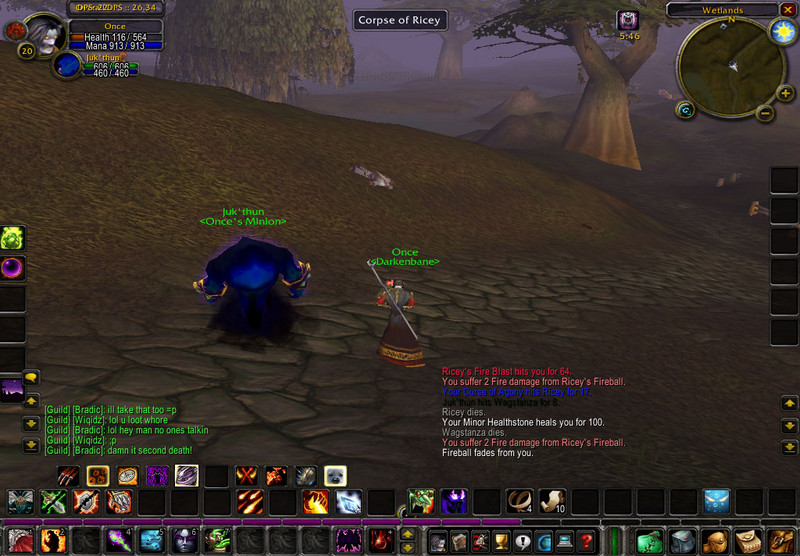 Once
Health 116 / 564
Mana 913 / 913
20
Juk'thun
606 / 606
460 / 460
Corpse of Ricey
5:46
Wetlands
N
Juk'thun
<Once's Minion>
Once
<Darkenbane>
Ricey's Fire Blast hits you for 64.
You suffer 2 Fire damage from Ricey's Fireball.
Your Curse of Agony hits Ricey for 17.
Juk'thun hits Wagstanza for 8.
Ricey dies.
Your Minor Healthstone heals you for 100.
Wagstanza dies.
You suffer 2 Fire damage from Ricey's Fireball.
Fireball fades from you.
[Guild] [Bradic]: ill take that too =p
[Guild] [Wiqidz]: lol u loot whore
[Guild] [Bradic]: lol hey man no ones talkin
[Guild] [Wiqidz]: ;p
[Guild] [Bradic]: damn it second death!
4
10